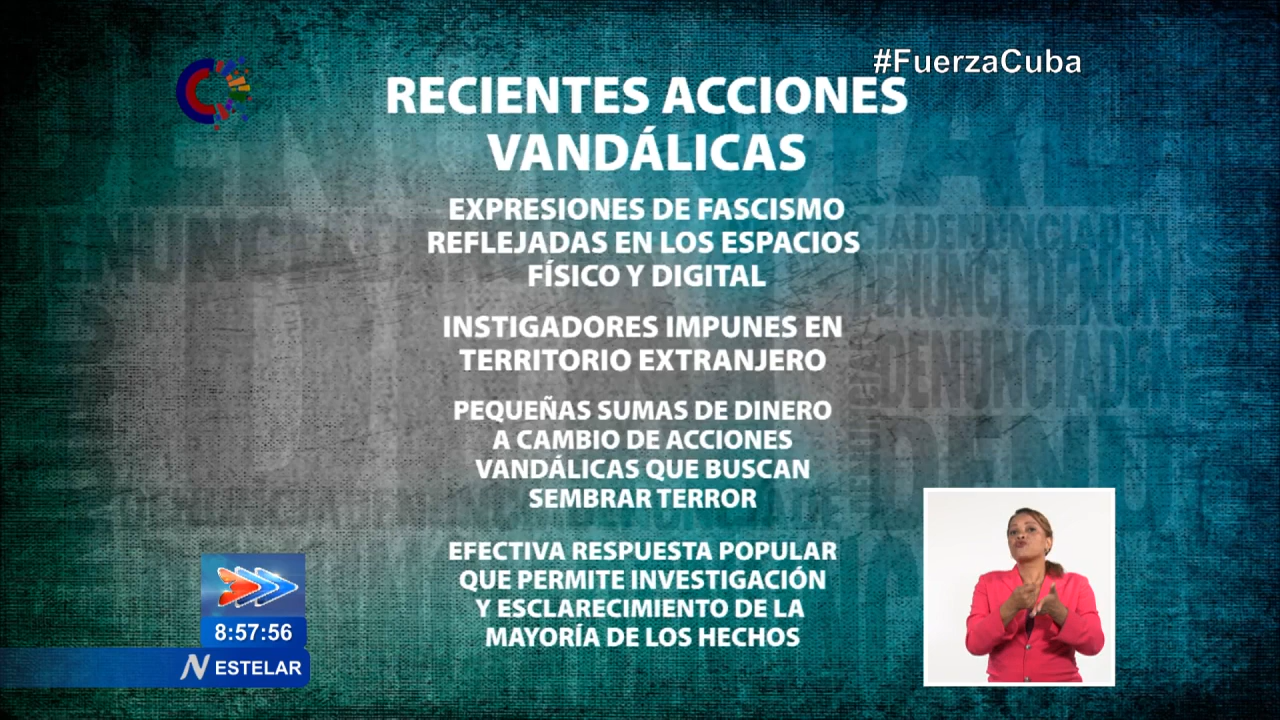 #FuerzaCuba
RECIENTES ACCIONES
VANDÁLICAS
EXPRESIONES DE FASCISMO
REFLEJADAS EN LOS ESPACIOS
FÍSICO Y DIGITAL
INSTIGADORES IMPUNES EN
TERRITORIO EXTRANJERO
PEQUEÑAS SUMAS DE DINERO
A CAMBIO DE ACCIONES
VANDÁLICAS QUE BUSCAN
SEMBRAR TERROR
EFECTIVA RESPUESTA POPULAR
QUE PERMITE INVESTIGACIÓN
Y ESCLARECIMIENTO DE LA
MAYORÍA DE LOS HECHOS
8:57:56
N ESTELAR